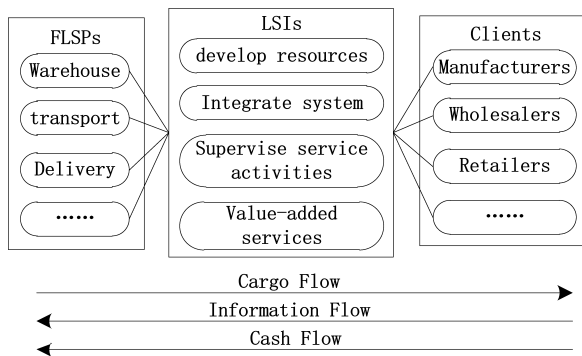 FLSPs
Warehouse
transport
Delivery
……
LSIs
develop resources
Integrate system
Supervise service
activities
Value-added
services
Clients
Manufacturers
Wholesalers
Retailers
……
Cargo Flow
Information Flow
Cash Flow